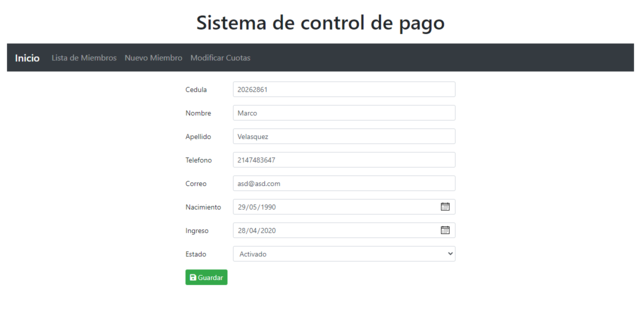 Sistema de control de pago
Inicio Lista de Miembros Nuevo Miembro Modificar Cuotas
Cedula 20262861
Nombre Marco
Apellido Velasquez
Telefono 2147483647
Correo asd@asd.com
Nacimiento 29/05/1990
Ingreso 28/04/2020
Estado Activado
Guardar